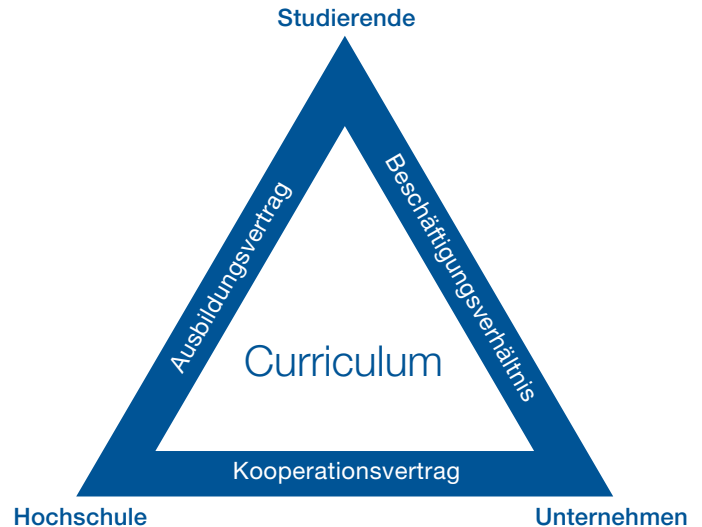 Studierende
Ausbildungsvertrag
Beschäftigungsverhältnis
Curriculum
Kooperationsvertrag
Hochschule
Unternehmen